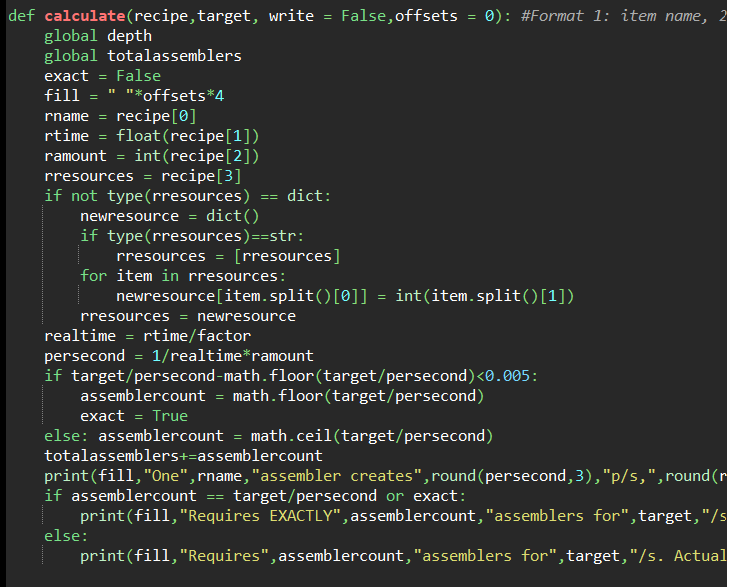 def calculate(recipe,target, write = False,offsets = 0): #Format 1: item name, 2
    global depth
    global totalassemblers
    exact = False
    fill = " "*offsets*4
    rname = recipe[0]
    rtime = float(recipe[1])
    ramount = int(recipe[2])
    rresources = recipe[3]
    if not type(rresources) == dict:
        newresource = dict()
        if type(rresources)==str:
            rresources = [rresources]
        for item in rresources:
            newresource[item.split()[0]] = int(item.split()[1])
        rresources = newresource
    realtime = rtime/factor
    persecond = 1/realtime*ramount
    if target/persecond-math.floor(target/persecond)<0.005:
        assemblercount = math.floor(target/persecond)
        exact = True
    else: assemblercount = math.ceil(target/persecond)
    totalassemblers+=assemblercount
    print(fill,"One",rname,"assembler creates",round(persecond,3),"p/s,",round(r
    if assemblercount == target/persecond or exact:
        print(fill,"Requires EXACTLY",assemblercount,"assemblers for",target,"/s
    else:
        print(fill,"Requires",assemblercount,"assemblers for",target,"/s. Actual